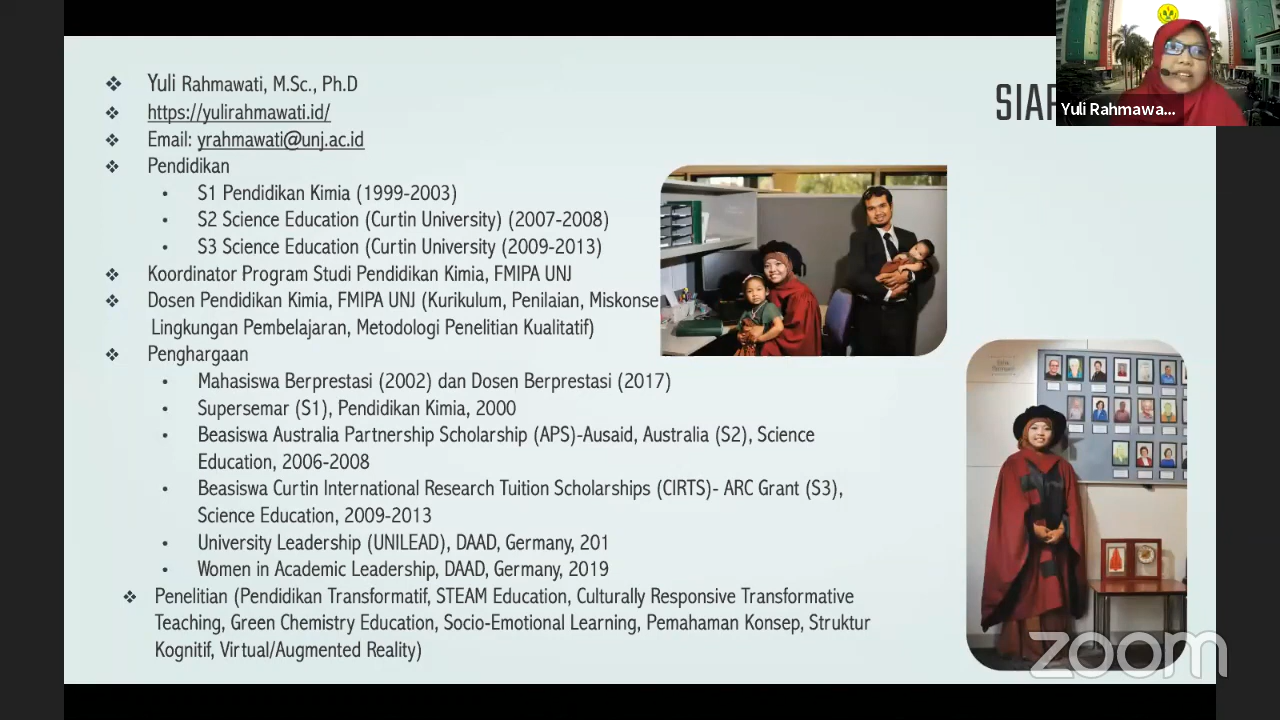 Yuli Rahmawati, M.Sc., Ph.D
https://yulirahmawati.id/
Email: yrahmawati@unj.ac.id
Pendidikan
S1 Pendidikan Kimia (1999-2003)
S2 Science Education (Curtin University) (2007-2008)
S3 Science Education (Curtin University (2009-2013)
Koordinator Program Studi Pendidikan Kimia, FMIPA UNJ
Dosen Pendidikan Kimia, FMIPA UNJ (Kurikulum, Penilaian, Miskonse
Lingkungan Pembelajaran, Metodologi Penelitian Kualitatif)
Penghargaan
Mahasiswa Berprestasi (2002) dan Dosen Berprestasi (2017)
Supersemar (S1), Pendidikan Kimia, 2000
Beasiswa Australia Partnership Scholarship (APS)-Ausaid, Australia (S2), Science
Education, 2006-2008
Beasiswa Curtin International Research Tuition Scholarships (CIRTS)- ARC Grant (S3),
Science Education, 2009-2013
University Leadership (UNILEAD), DAAD, Germany, 201
Women in Academic Leadership, DAAD, Germany, 2019
Penelitian (Pendidikan Transformatif, STEAM Education, Culturally Responsive Transformative
Teaching, Green Chemistry Education, Socio-Emotional Learning, Pemahaman Konsep, Struktur
Kognitif, Virtual/Augmented Reality)
SIAP
Yuli Rahmawa...
zoom